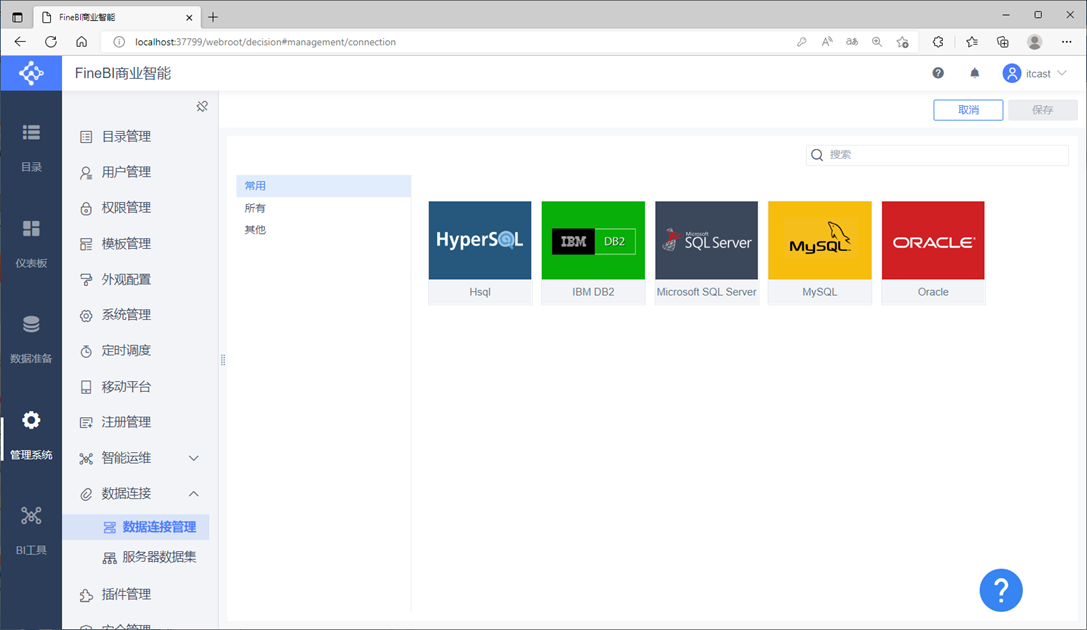 FineBI商业智能
localhost:37799/webroot/decision#management/connection
FineBI商业智能
itcast
取消
保存
搜索
目录
仪表板
数据准备
管理系统
BI工具
目录管理
用户管理
权限管理
模板管理
外观配置
系统管理
定时调度
移动平台
注册管理
智能运维
数据连接
数据连接管理
服务器数据集
插件管理
安全管理
常用
所有
其他
HyperSQL
Hsql
IBM DB2
IBM DB2
Microsoft
SQL Server
Microsoft SQL Server
MySQL
MySQL
ORACLE
Oracle